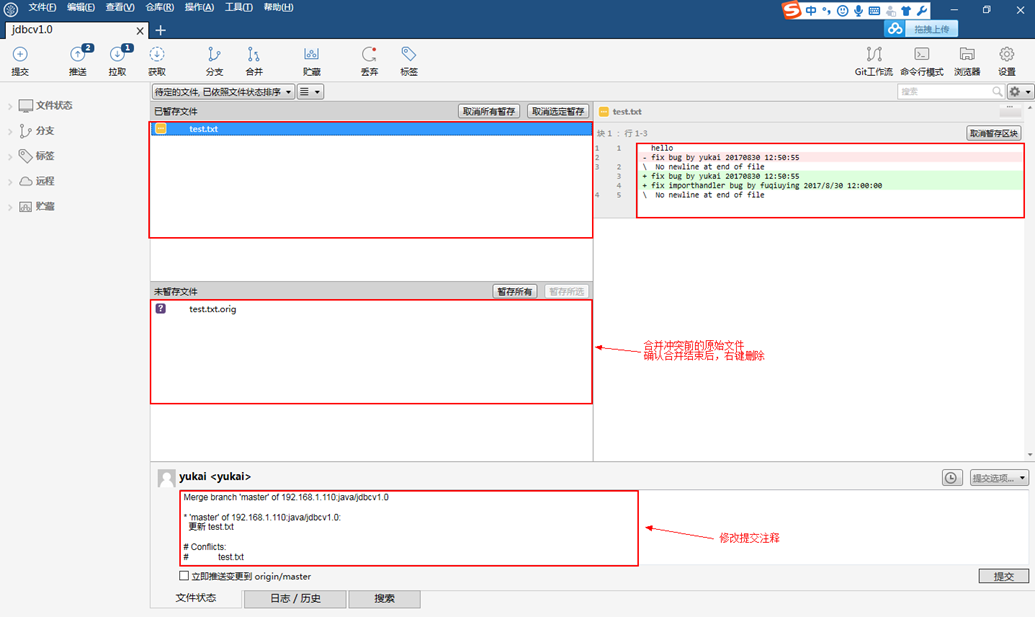 文件(F) 编辑(E) 查看(V) 仓库(R) 操作(A) 工具(T) 帮助(H)
中
拖拽上传
jdbcv1.0
2 1
提交 推送 拉取 获取 分支 合并 贮藏 丢弃 标签 Git工作流 命令行模式 浏览器 设置
待定的文件, 已依照文件状态排序
搜索
文件状态
分支
标签
远程
贮藏
已暂存文件 取消所有暂存 取消选定暂存
test.txt
test.txt
块 1 : 行 1-3 取消暂存区块
1 1 hello
2 - fix bug by yukai 20170830 12:50:55
3 2 \ No newline at end of file
3 + fix bug by yukai 20170830 12:50:55
4 + fix importhandler bug by fuqiuying 2017/8/30 12:00:00
4 5 \ No newline at end of file
未暂存文件 暂存所有 暂存所选
test.txt.orig
合并冲突前的原始文件
确认合并结束后，右键删除
yukai <yukai>
提交选项...
Merge branch 'master' of 192.168.1.110:java/jdbcv1.0
* 'master' of 192.168.1.110:java/jdbcv1.0:
更新 test.txt
# Conflicts:
# test.txt
修改提交注释
立即推送变更到 origin/master
提交
文件状态 日志 / 历史 搜索